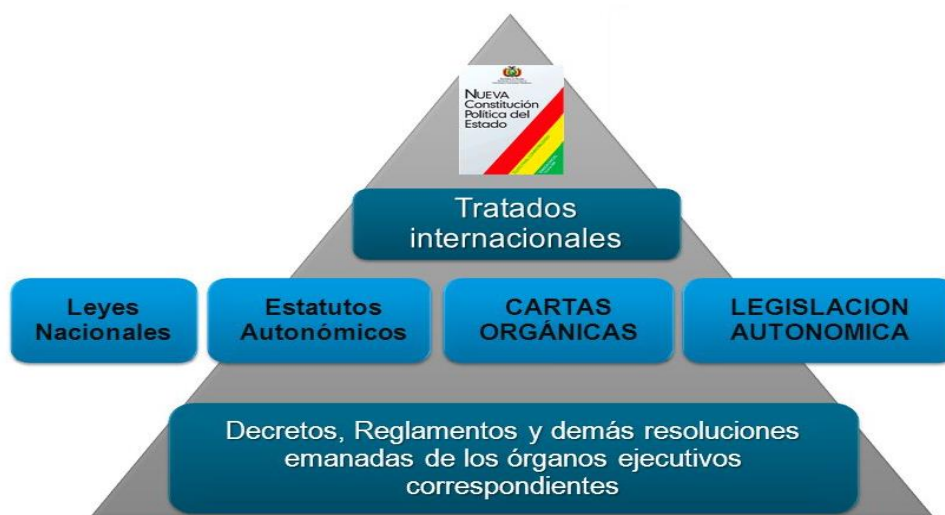 NUEVA
Constitución
Política del
Estado
Tratados
internacionales
Leyes
Nacionales
Estatutos
Autonómicos
CARTAS
ORGÁNICAS
LEGISLACION
AUTONOMICA
Decretos, Reglamentos y demás resoluciones
emanadas de los órganos ejecutivos
correspondientes